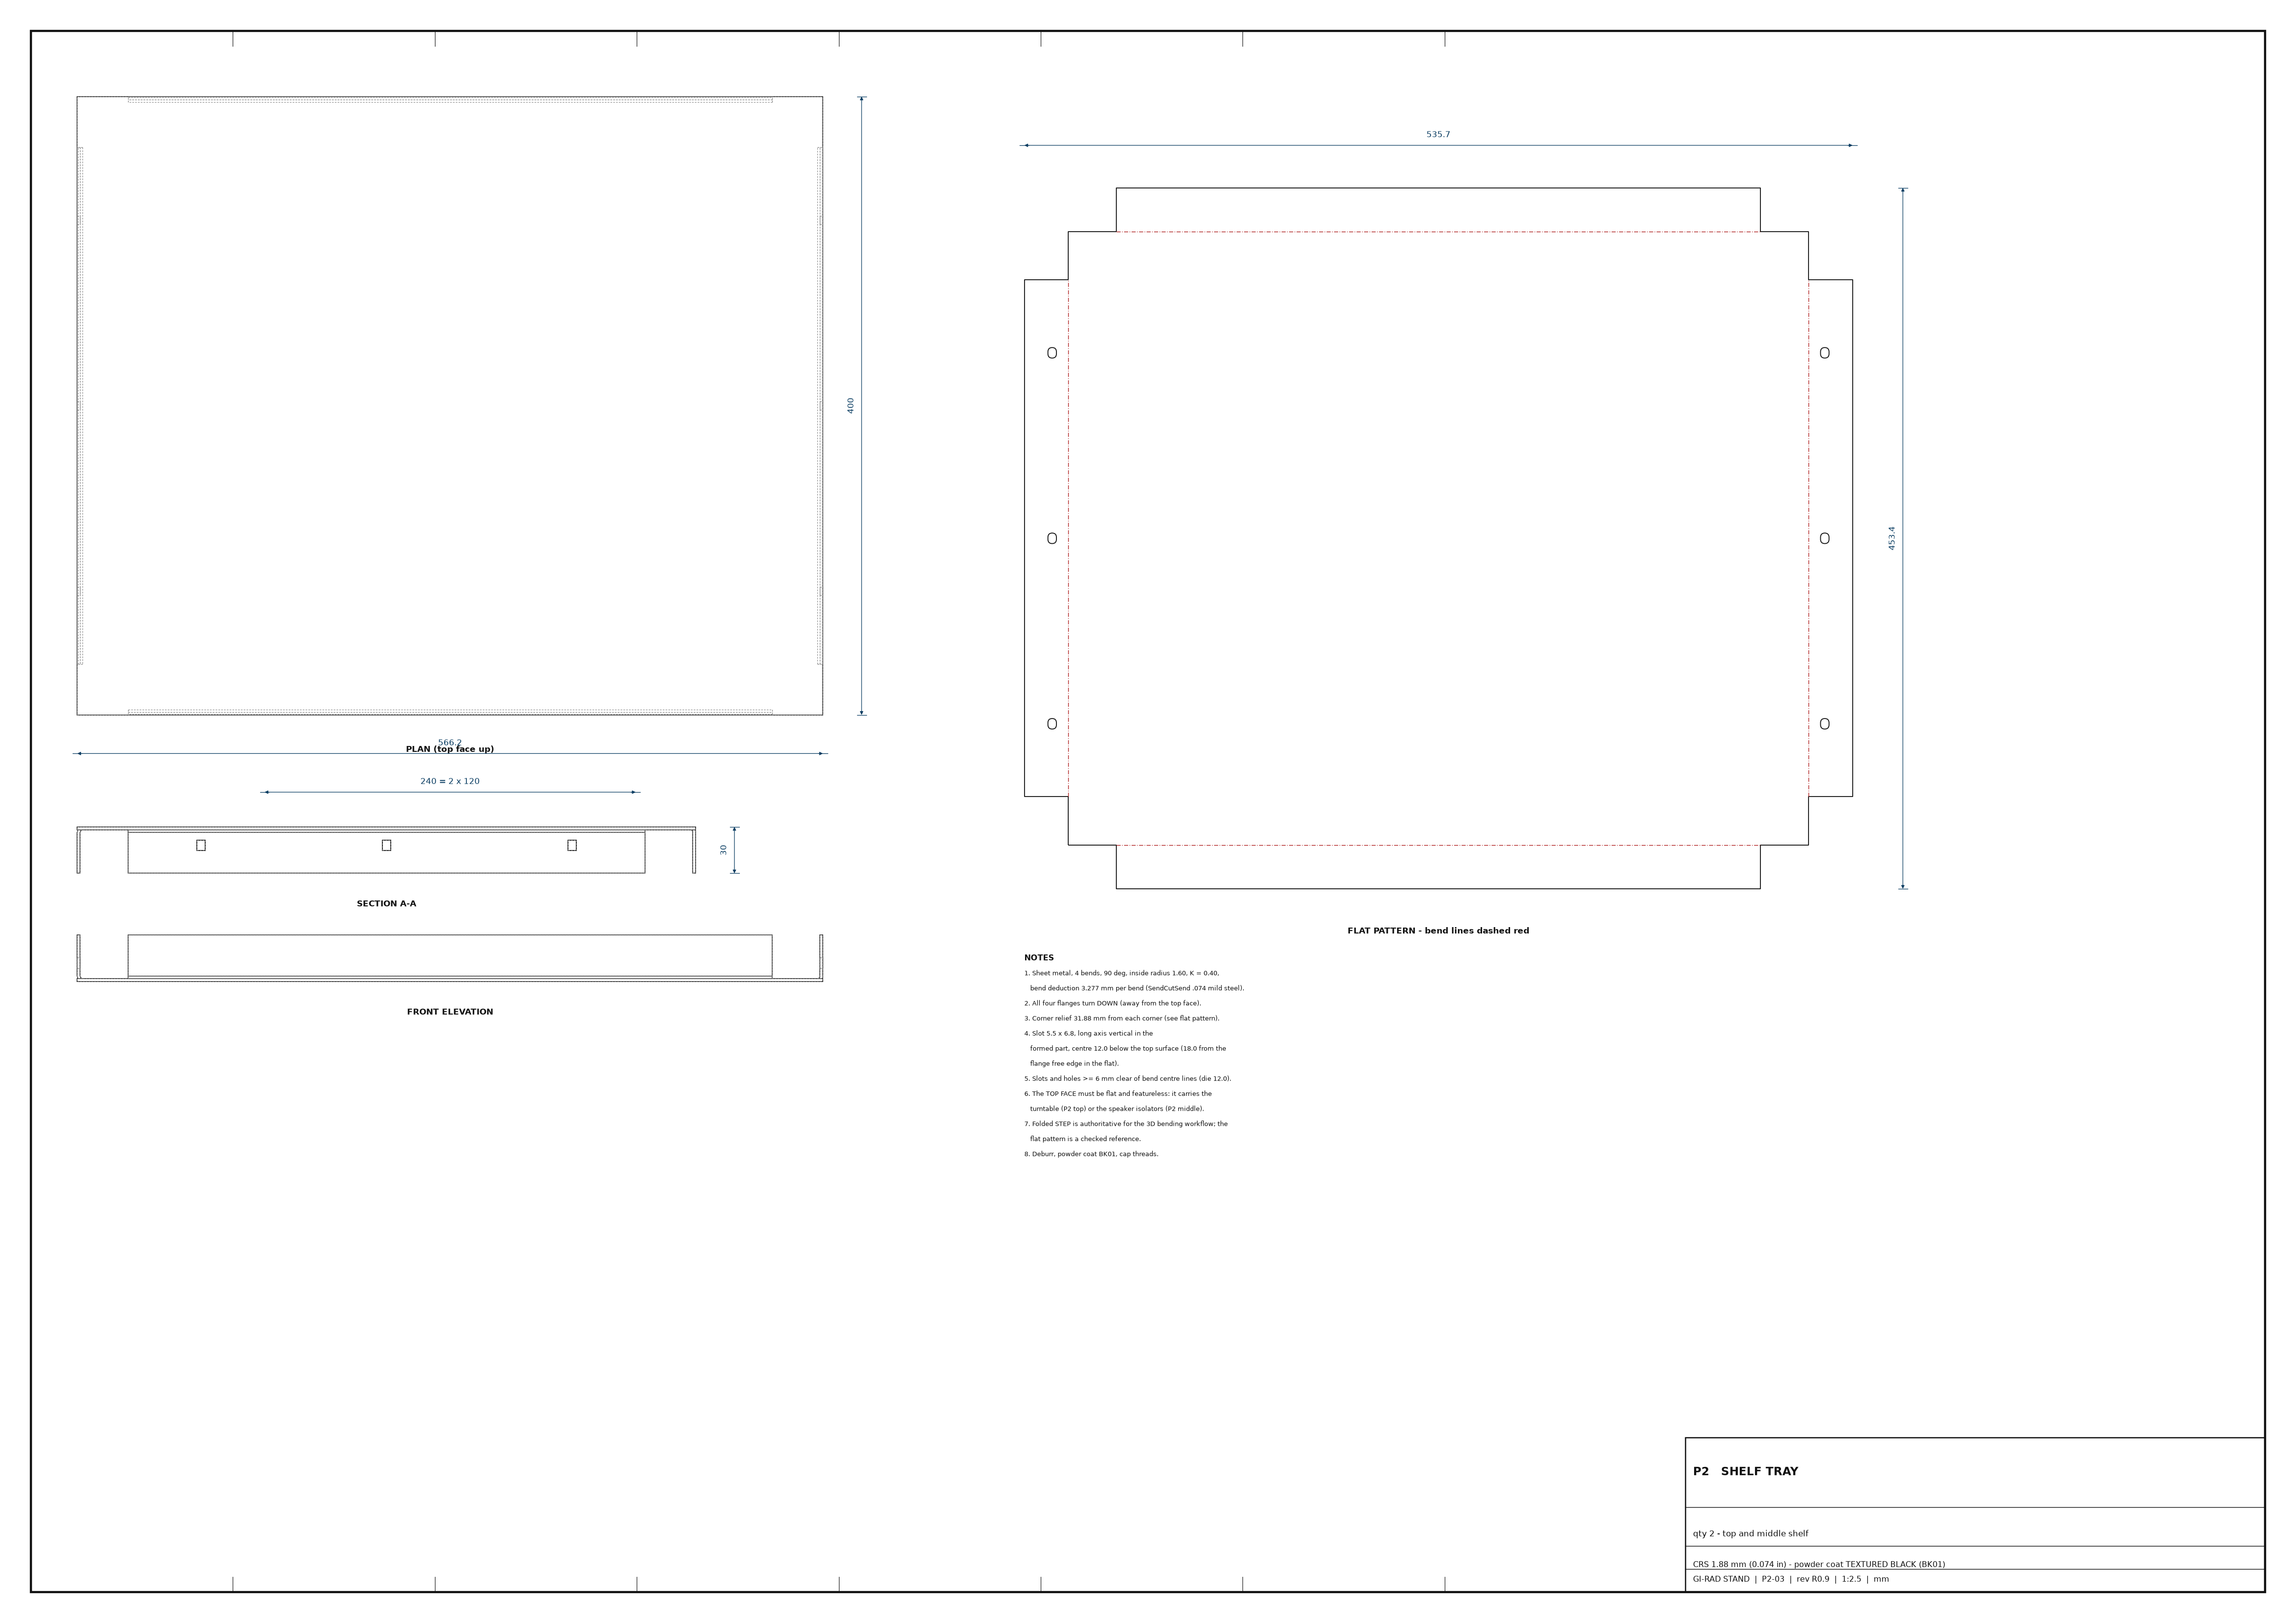 535.7
400
453.4
566.2
PLAN (top face up)
240 = 2 x 120
30
SECTION A-A
FRONT ELEVATION
FLAT PATTERN - bend lines dashed red
NOTES
1. Sheet metal, 4 bends, 90 deg, inside radius 1.60, K = 0.40,
bend deduction 3.277 mm per bend (SendCutSend .074 mild steel).
2. All four flanges turn DOWN (away from the top face).
3. Corner relief 31.88 mm from each corner (see flat pattern).
4. Slot 5.5 x 6.8, long axis vertical in the
formed part, centre 12.0 below the top surface (18.0 from the
flange free edge in the flat).
5. Slots and holes >= 6 mm clear of bend centre lines (die 12.0).
6. The TOP FACE must be flat and featureless: it carries the
turntable (P2 top) or the speaker isolators (P2 middle).
7. Folded STEP is authoritative for the 3D bending workflow; the
flat pattern is a checked reference.
8. Deburr, powder coat BK01, cap threads.
P2 SHELF TRAY
qty 2 - top and middle shelf
CRS 1.88 mm (0.074 in) - powder coat TEXTURED BLACK (BK01)
GI-RAD STAND | P2-03 | rev R0.9 | 1:2.5 | mm